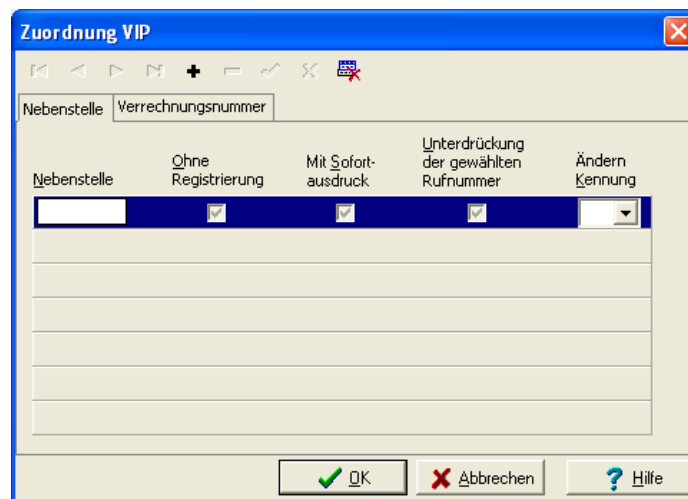 Zuordnung VIP
Nebenstelle
Verrechnungsnummer
Nebenstelle
Ohne
Registrierung
Mit Sofort-
ausdruck
Unterdrückung
der gewählten
Rufnummer
Ändern
Kennung
OK
Abbrechen
Hilfe